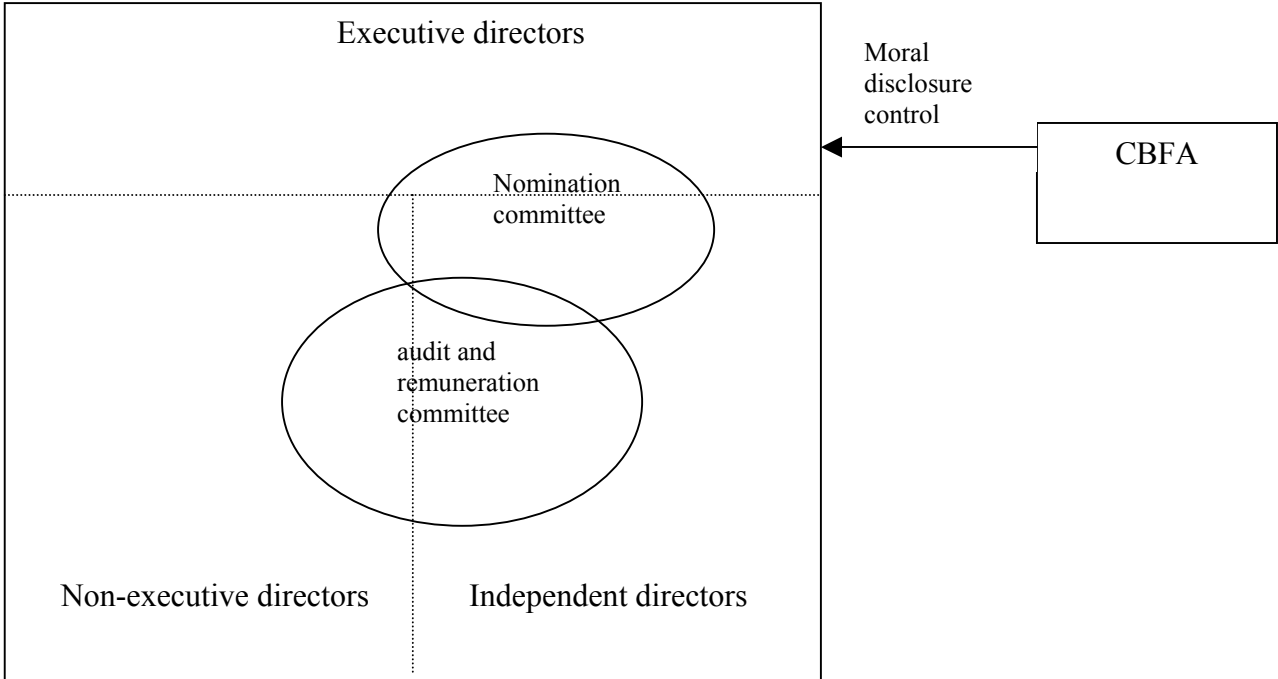 Executive directors
Moral
disclosure
control
CBFA
Nomination
committee
audit and
remuneration
committee
Non-executive directors
Independent directors